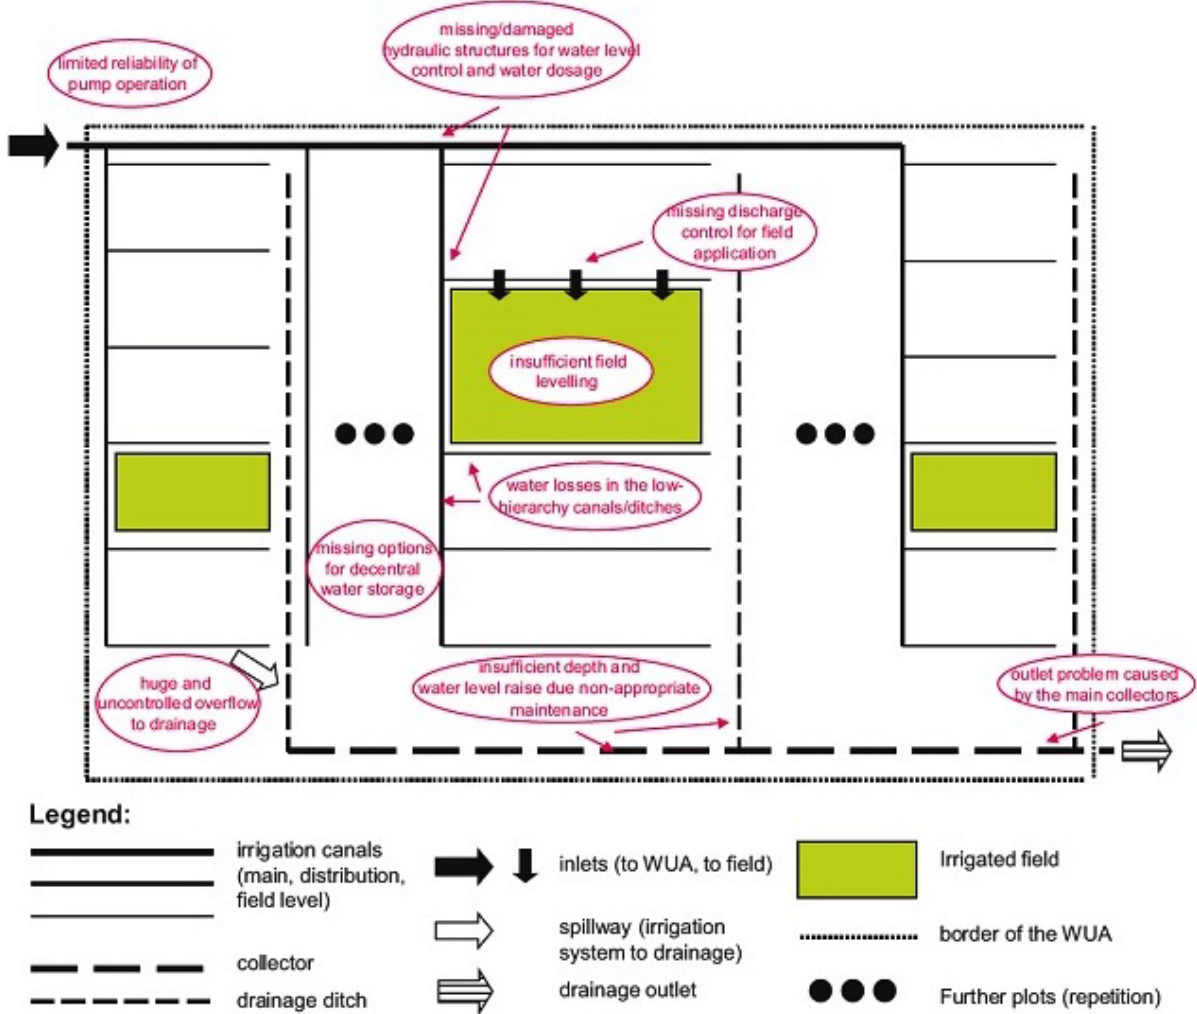 missing/damaged
hydraulic structures for water level
control and water dosage
limited reliability of
pump operation
missing discharge
control for field
application
insufficient field
levelling
water losses in the low-
hierarchy canals/ditches
missing options
for decentral
water storage
huge and
uncontrolled overflow
to drainage
insufficient depth and
water level raise due non-appropriate
maintenance
outlet problem caused
by the main collectors
Legend:
irrigation canals
(main, distribution,
field level)
collector
drainage ditch
inlets (to WUA, to field)
spillway (irrigation
system to drainage)
drainage outlet
Irrigated field
border of the WUA
Further plots (repetition)